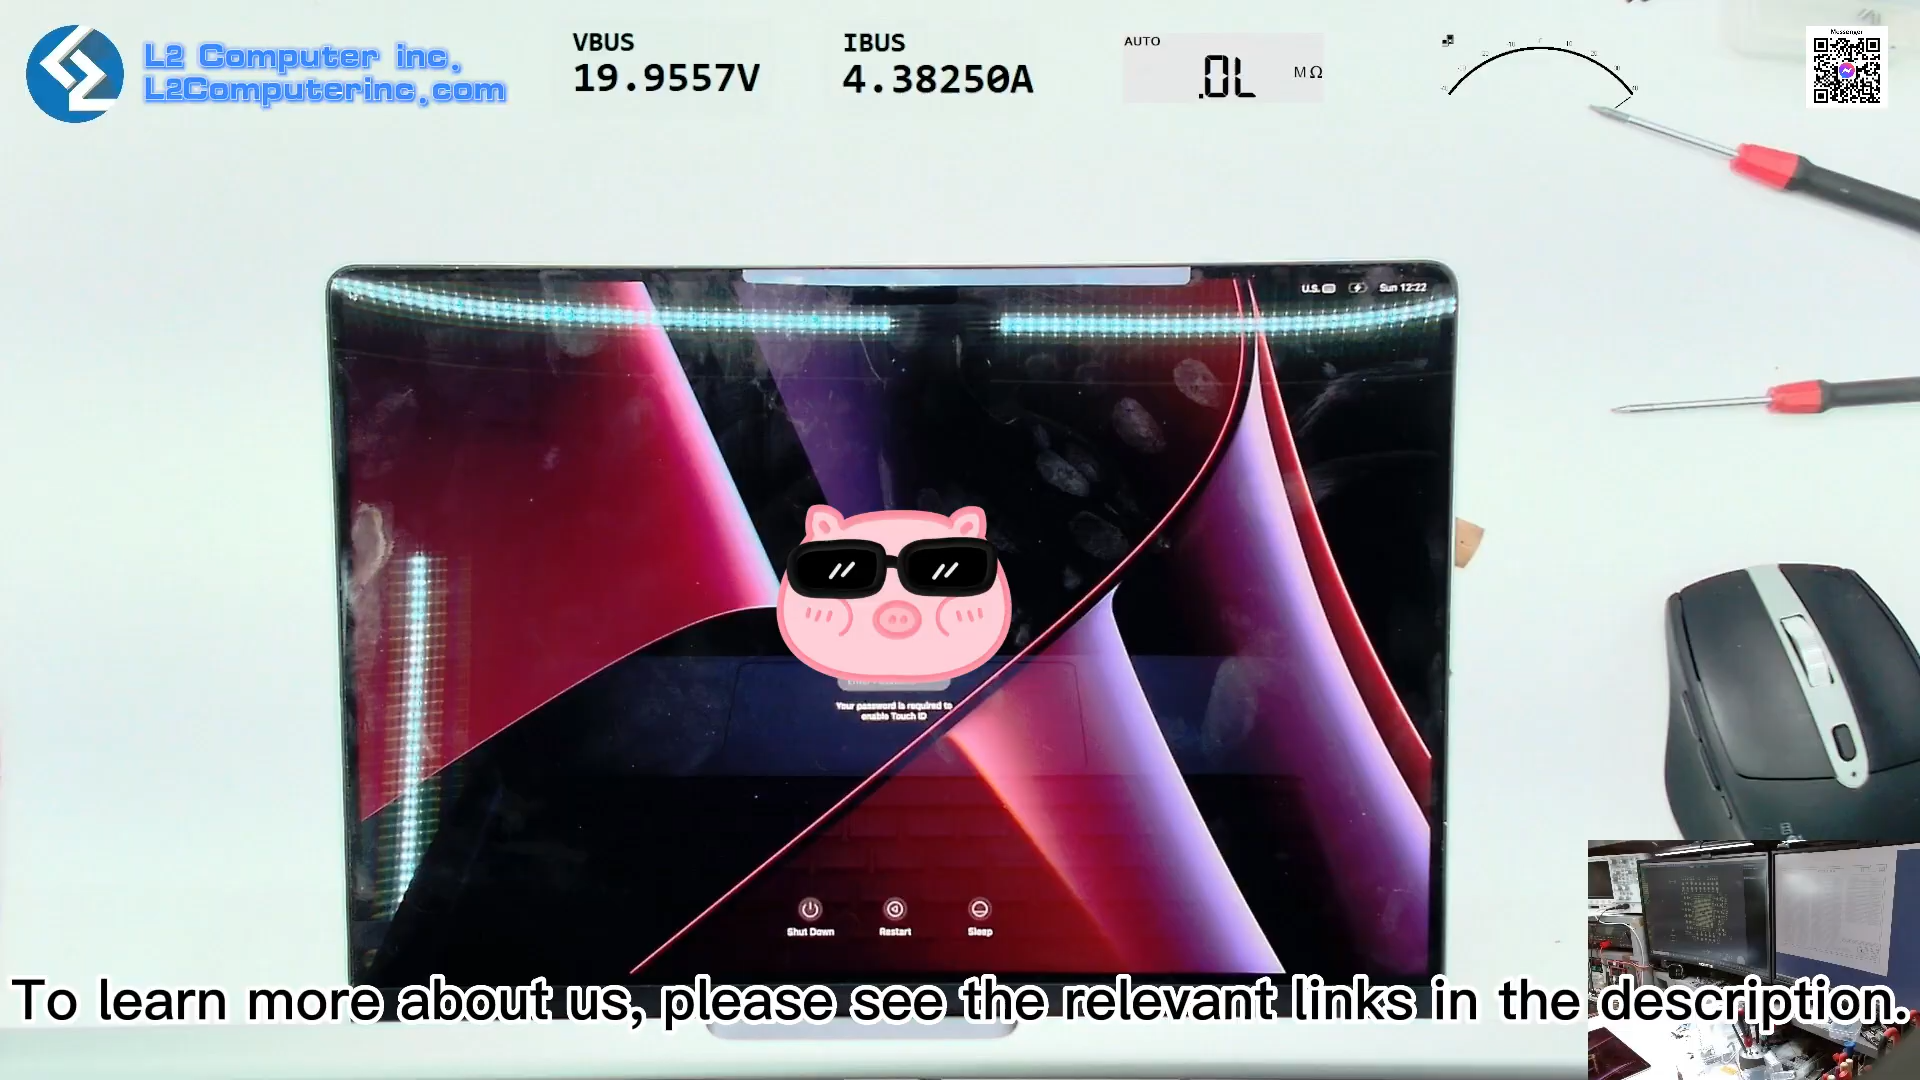 L2 Computer inc.
L2Computerinc.com
VBUS
19.9557V
IBUS
4.38250A
AUTO
.0L
MΩ
Messenger
U.S.
Sun 12:22
Your password is required to
enable Touch ID
Shut Down
Restart
Sleep
To learn more about us, please see the relevant links in the description.